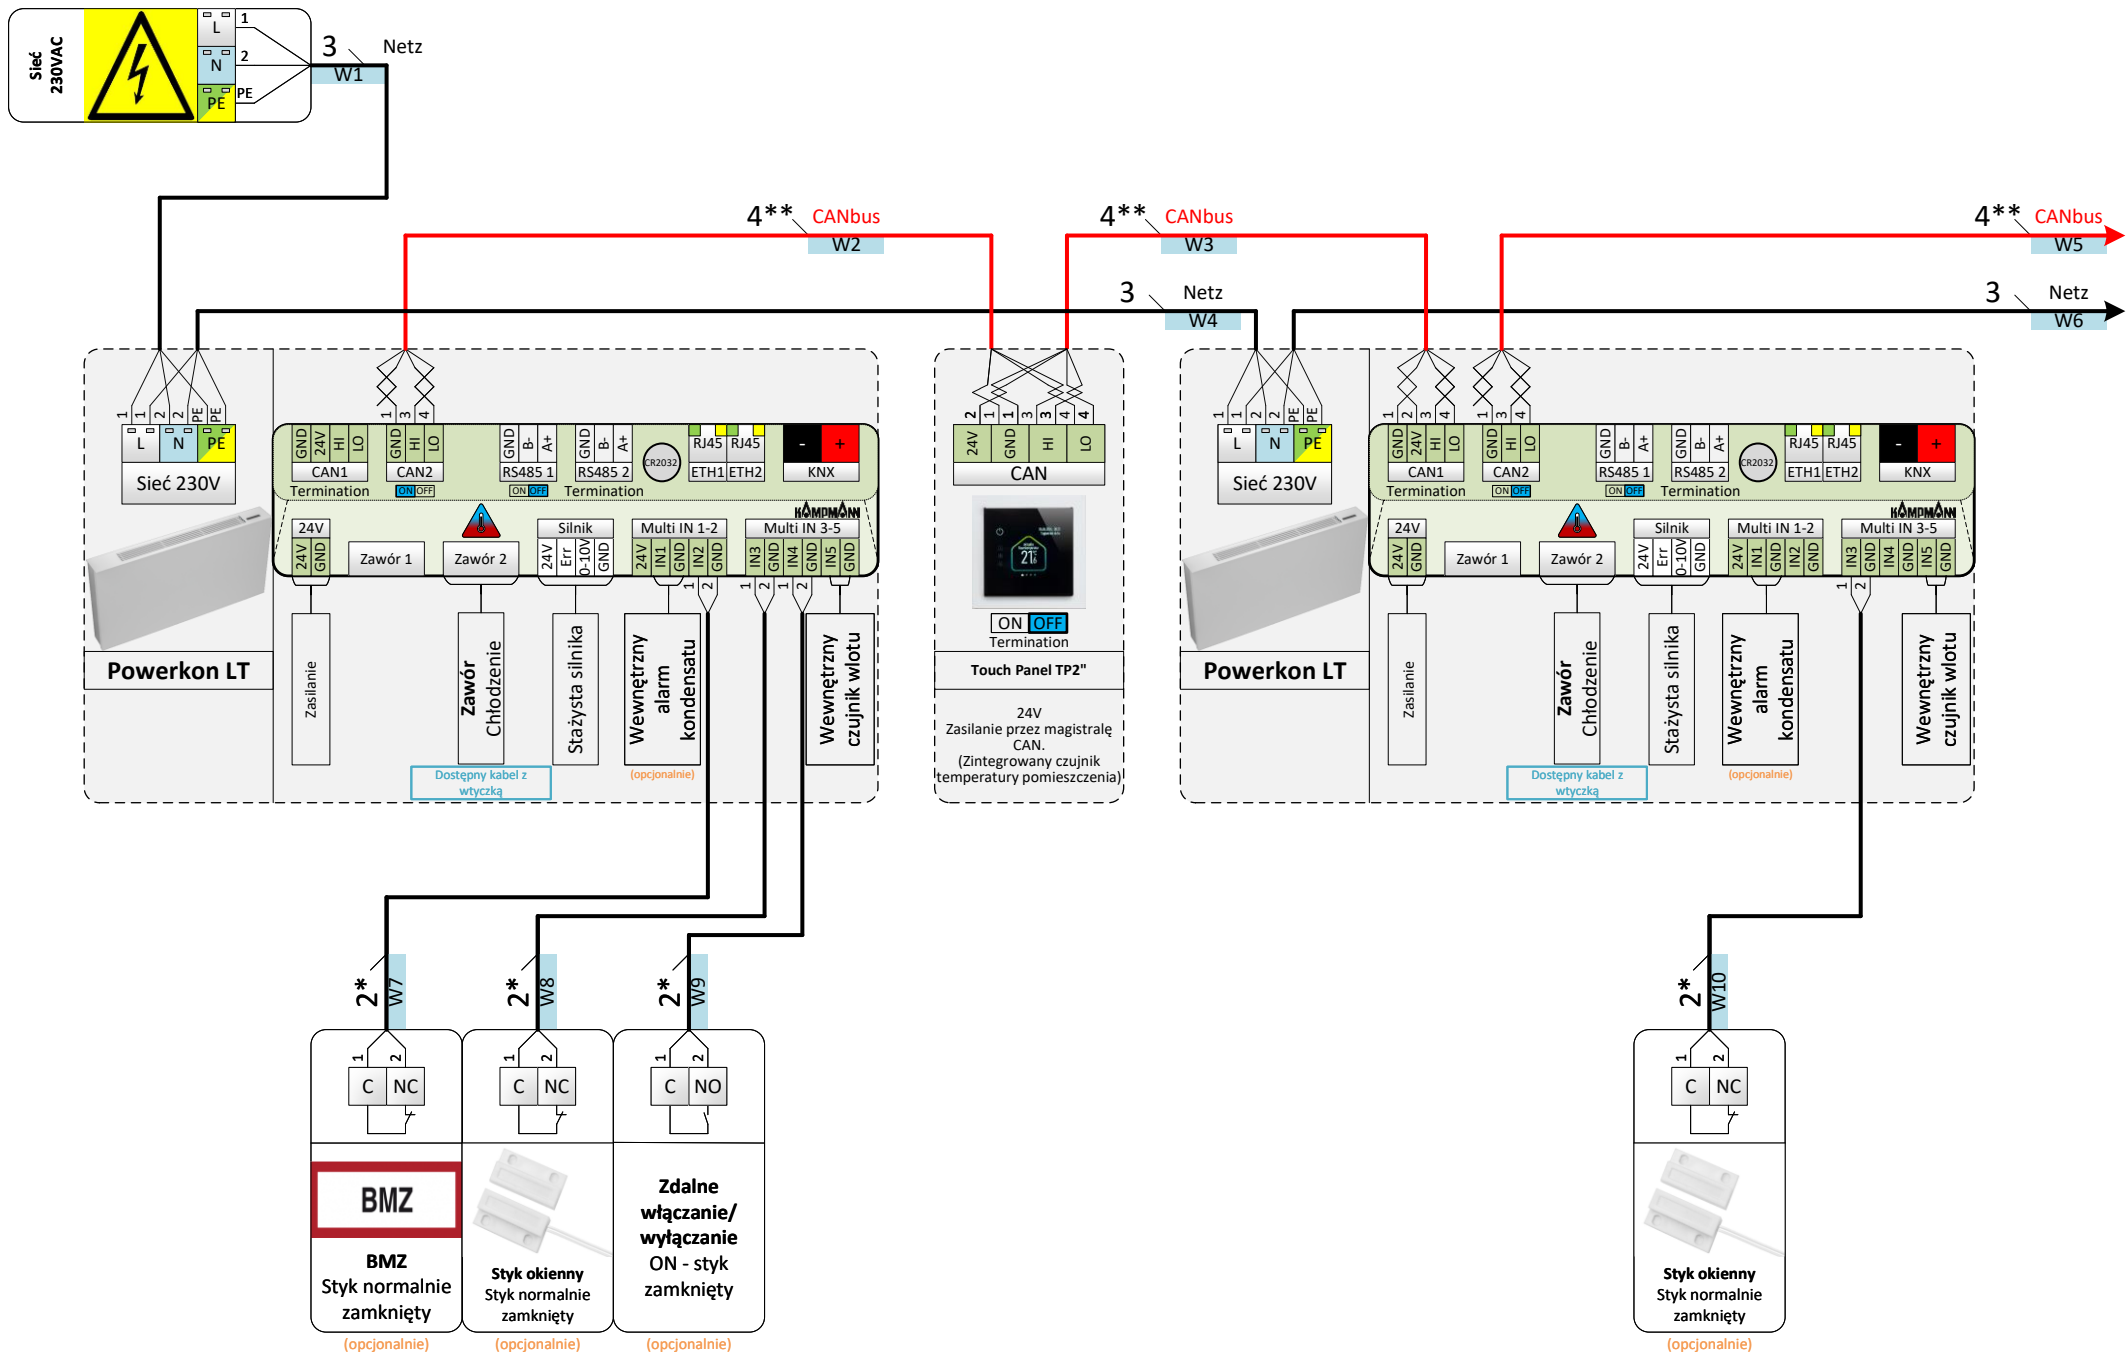 Sieć
230VAC
L
1
N
2
PE
PE
3
Netz
W1
4**
CANbus
W2
4**
CANbus
W3
4**
CANbus
W5
3
Netz
W4
3
Netz
W6
1
1
2
2
PE
PE
L
N
PE
Sieć 230V
Powerkon LT
1
3
4
GND
24V
HI
LO
CAN1
GND
HI
LO
CAN2
GND
B-
A+
RS485 1
GND
B-
A+
RS485 2
CR2032
RJ45
RJ45
ETH1
ETH2
-
+
KNX
Termination
ON
OFF
ON
OFF
Termination
KAMPMANN
24V
24V
GND
Zawór 1
Zawór 2
Silnik
24V
Err
0-10V
GND
Multi IN 1-2
24V
IN1
GND
IN2
GND
Multi IN 3-5
IN3
GND
IN4
GND
IN5
GND
1
2
1
2
1
2
Zasilanie
Zawór
Chłodzenie
Stażysta silnika
Wewnętrzny
alarm
kondensatu
Wewnętrzny
czujnik wlotu
Dostępny kabel z
wtyczką
(opcjonalnie)
2
1
1
3
3
4
4
24V
GND
HI
LO
CAN
21
ON
OFF
Termination
Touch Panel TP2"
24V
Zasilanie przez magistralę
CAN.
(Zintegrowany czujnik
temperatury pomieszczenia)
1
1
2
2
PE
PE
L
N
PE
Sieć 230V
Powerkon LT
1
2
3
4
1
3
4
GND
24V
HI
LO
CAN1
GND
HI
LO
CAN2
GND
B-
A+
RS485 1
GND
B-
A+
RS485 2
CR2032
RJ45
RJ45
ETH1
ETH2
-
+
KNX
Termination
ON
OFF
ON
OFF
Termination
KAMPMANN
24V
24V
GND
Zawór 1
Zawór 2
Silnik
24V
Err
0-10V
GND
Multi IN 1-2
24V
IN1
GND
IN2
GND
Multi IN 3-5
IN3
GND
IN4
GND
IN5
GND
1
2
Zasilanie
Zawór
Chłodzenie
Stażysta silnika
Wewnętrzny
alarm
kondensatu
Wewnętrzny
czujnik wlotu
Dostępny kabel z
wtyczką
(opcjonalnie)
2*
W7
2*
W8
2*
W9
2*
W10
1
2
C
NC
BMZ
BMZ
Styk normalnie
zamknięty
(opcjonalnie)
1
2
C
NC
Styk okienny
Styk normalnie
zamknięty
(opcjonalnie)
1
2
C
NO
Zdalne
włączanie/
wyłączanie
ON - styk
zamknięty
(opcjonalnie)
1
2
C
NC
Styk okienny
Styk normalnie
zamknięty
(opcjonalnie)